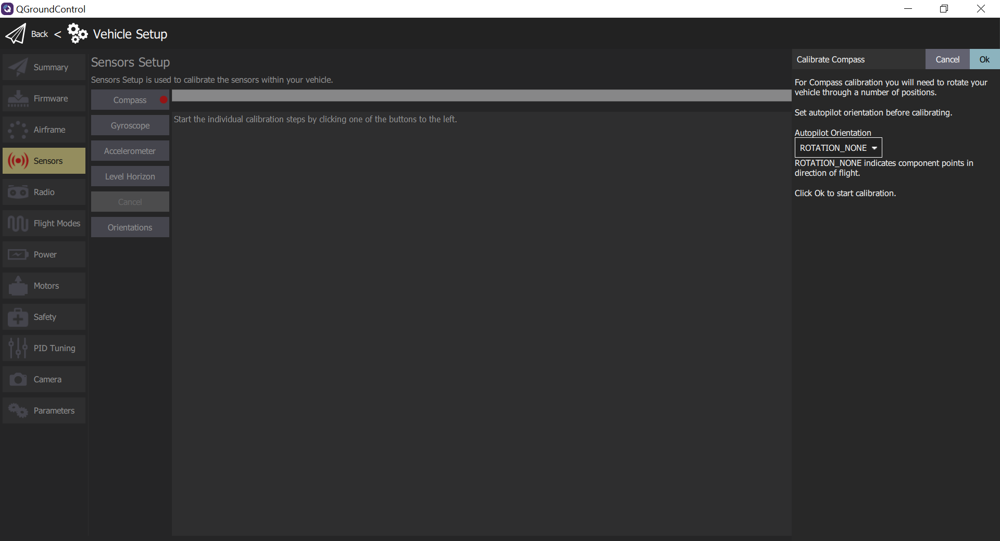 QGroundControl
Back < Vehicle Setup
Summary
Firmware
Airframe
Sensors
Radio
Flight Modes
Power
Motors
Safety
PID Tuning
Camera
Parameters
Sensors Setup
Sensors Setup is used to calibrate the sensors within your vehicle.
Compass
Gyroscope
Accelerometer
Level Horizon
Cancel
Orientations
Start the individual calibration steps by clicking one of the buttons to the left.
Calibrate Compass
Cancel
Ok
For Compass calibration you will need to rotate your
vehicle through a number of positions.
Set autopilot orientation before calibrating.
Autopilot Orientation
ROTATION_NONE
ROTATION_NONE indicates component points in
direction of flight.
Click Ok to start calibration.